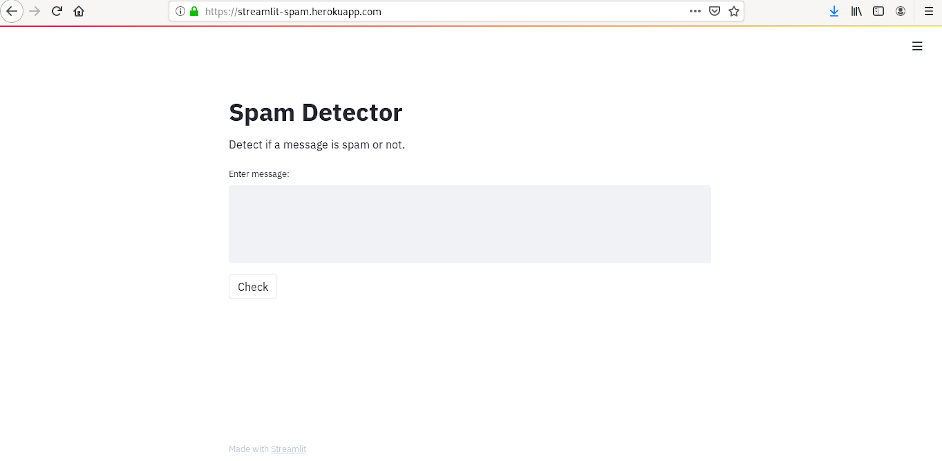 https://streamlit-spam.herokuapp.com
Spam Detector
Detect if a message is spam or not.
Enter message:
Check
Made with Streamlit